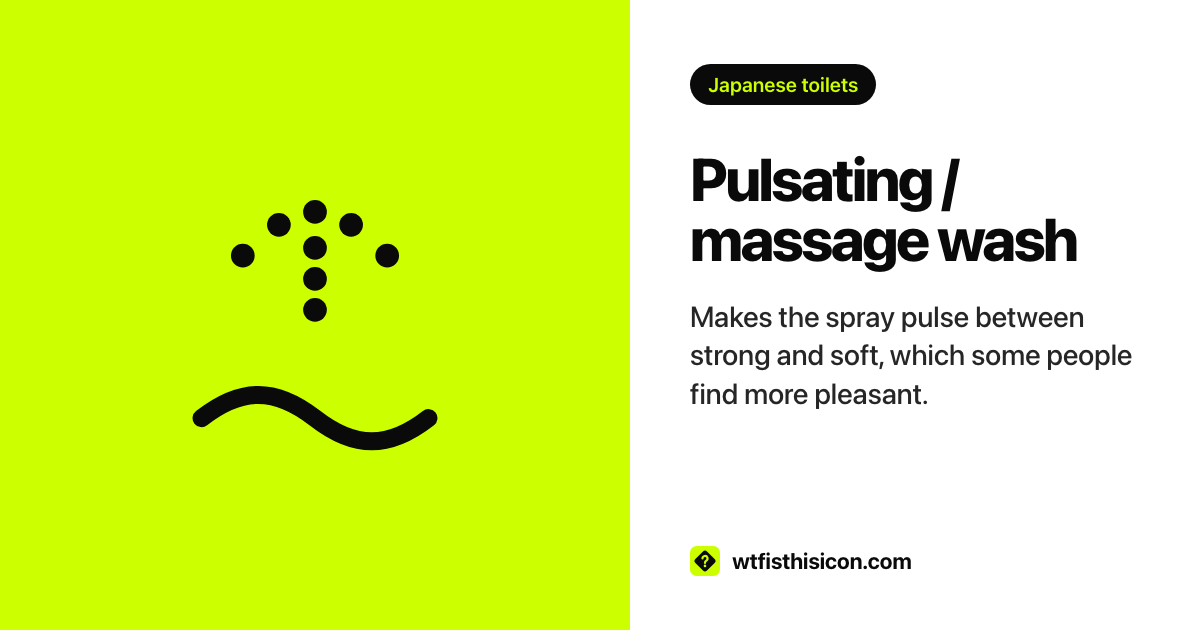 Japanese toilets
Pulsating /
massage wash
Makes the spray pulse between
strong and soft, which some people
find more pleasant.
?
wtfisthisicon.com